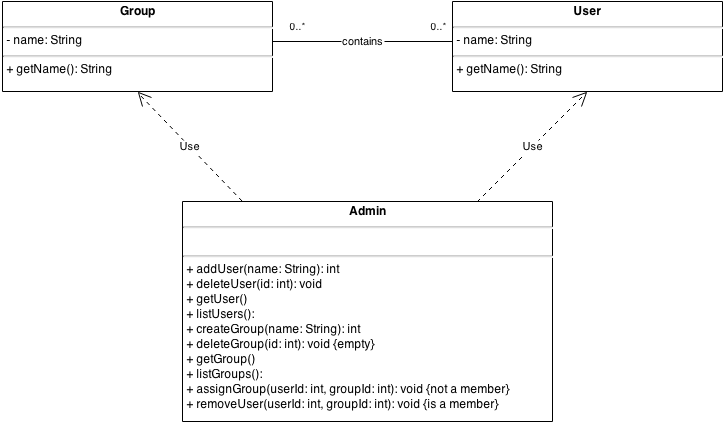 Group
- name: String
+ getName(): String
0..*
contains
0..*
User
- name: String
+ getName(): String
Use
Use
Admin
+ addUser(name: String): int
+ deleteUser(id: int): void
+ getUser()
+ listUsers():
+ createGroup(name: String): int
+ deleteGroup(id: int): void {empty}
+ getGroup()
+ listGroups():
+ assignGroup(userId: int, groupId: int): void {not a member}
+ removeUser(userId: int, groupId: int): void {is a member}